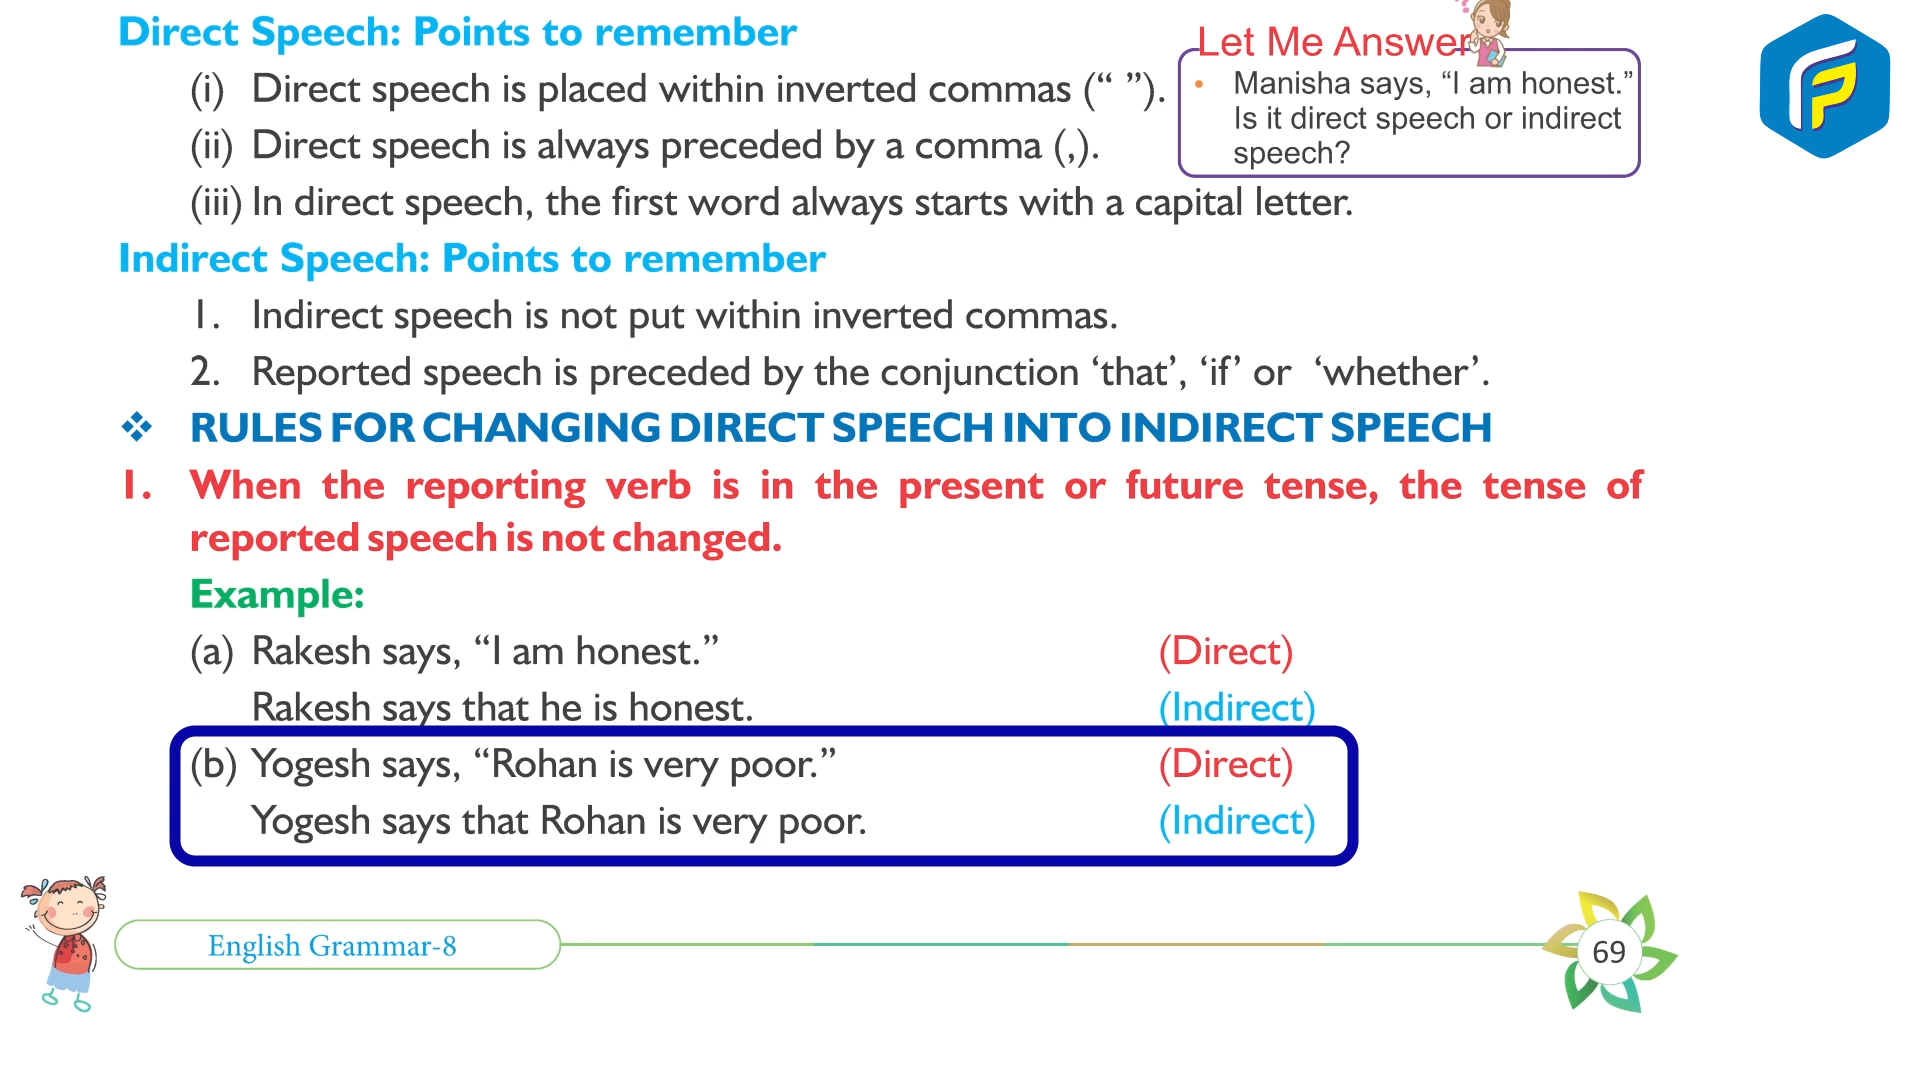 Direct Speech: Points to remember
(i) Direct speech is placed within inverted commas (“ ”).
(ii) Direct speech is always preceded by a comma (,).
(iii) In direct speech, the first word always starts with a capital letter.
Let Me Answer
• Manisha says, “I am honest.”
Is it direct speech or indirect
speech?
Indirect Speech: Points to remember
1. Indirect speech is not put within inverted commas.
2. Reported speech is preceded by the conjunction ‘that’, ‘if’ or ‘whether’.
❖ RULES FOR CHANGING DIRECT SPEECH INTO INDIRECT SPEECH
1. When the reporting verb is in the present or future tense, the tense of
reported speech is not changed.
Example:
(a) Rakesh says, “I am honest.” (Direct)
Rakesh says that he is honest. (Indirect)
(b) Yogesh says, “Rohan is very poor.” (Direct)
Yogesh says that Rohan is very poor. (Indirect)
English Grammar-8
69